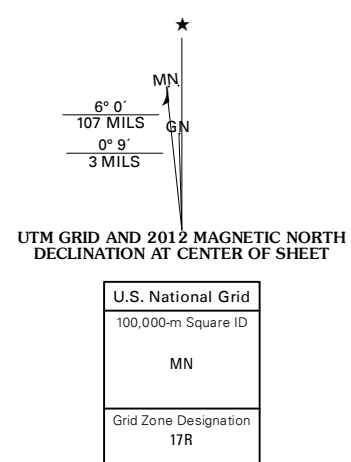 ★
MN.
6° 0´
107 MILS
GN
0° 9´
3 MILS
UTM GRID AND 2012 MAGNETIC NORTH
DECLINATION AT CENTER OF SHEET
U.S. National Grid
100,000-m Square ID
MN
Grid Zone Designation
17R